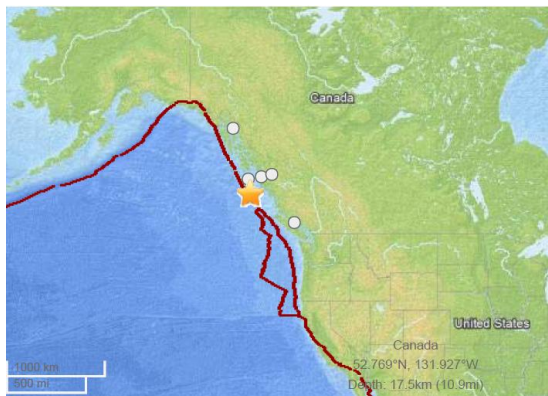 Canada
United States
Canada
52.769°N, 131.927°W
1000 km
Depth: 17.5km (10.9mi)
500 mi